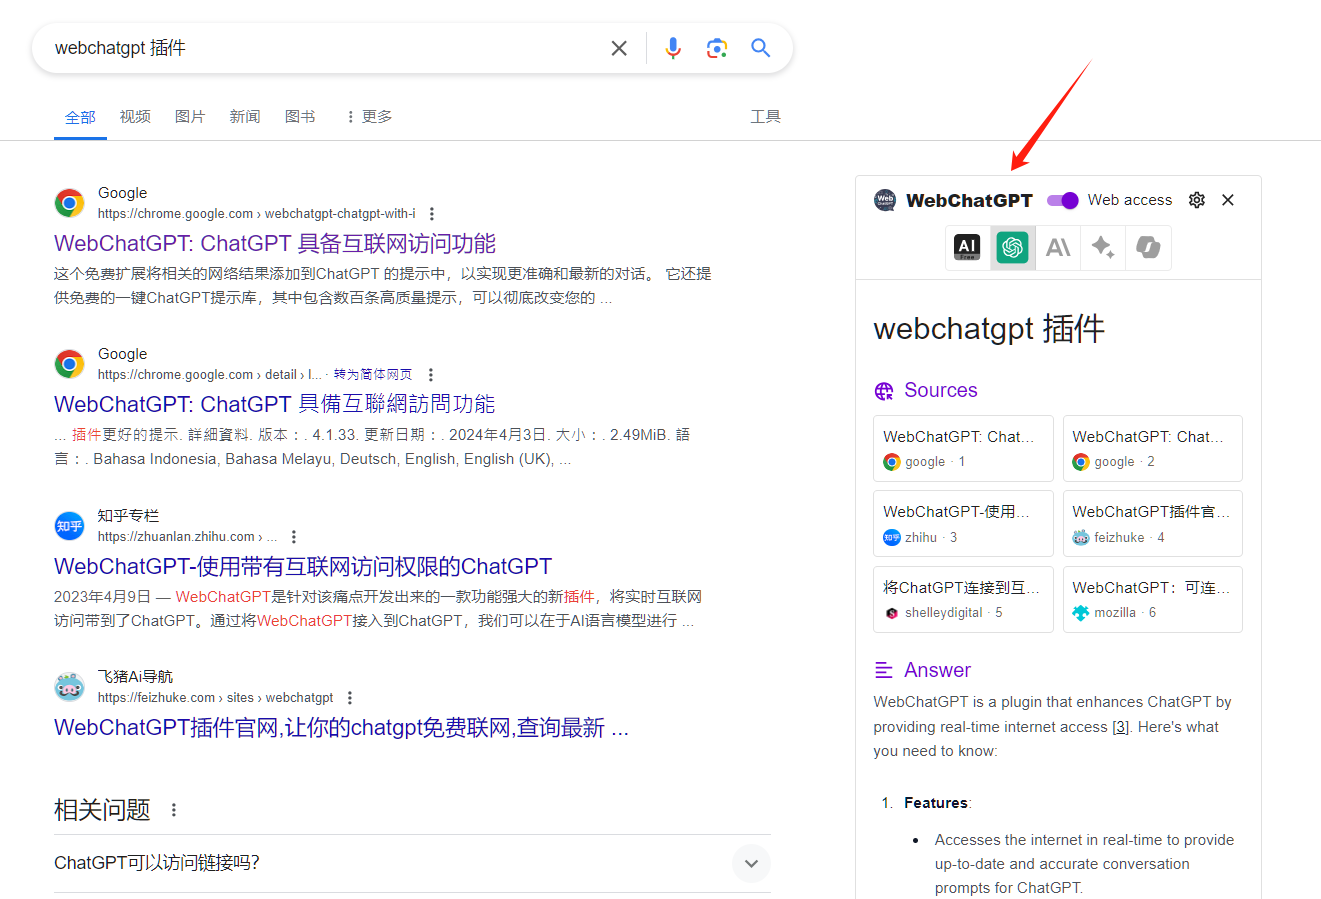 webchatgpt 插件
全部 视频 图片 新闻 图书 更多 工具
Google
https://chrome.google.com › webchatgpt-chatgpt-with-i
WebChatGPT: ChatGPT 具备互联网访问功能
这个免费扩展将相关的网络结果添加到ChatGPT 的提示中，以实现更准确和最新的对话。 它还提
供免费的一键ChatGPT提示库，其中包含数百条高质量提示，可以彻底改变您的 ...
Google
https://chrome.google.com › detail › l... · 转为简体网页
WebChatGPT: ChatGPT 具備互聯網訪問功能
... 插件更好的提示. 詳細資料. 版本：. 4.1.33. 更新日期：. 2024年4月3日. 大小：. 2.49MiB. 語
言：. Bahasa Indonesia, Bahasa Melayu, Deutsch, English, English (UK), ...
知乎
知乎专栏
https://zhuanlan.zhihu.com › ...
WebChatGPT-使用带有互联网访问权限的ChatGPT
2023年4月9日 — WebChatGPT是针对该痛点开发出来的一款功能强大的新插件，将实时互联网
访问带到了ChatGPT。通过将WebChatGPT接入到ChatGPT，我们可以在于AI语言模型进行 ...
飞猪Ai导航
https://feizhuke.com › sites › webchatgpt
WebChatGPT插件官网,让你的chatgpt免费联网,查询最新 ...
相关问题
ChatGPT可以访问链接吗?
Web ChatGPT
WebChatGPT Web access
AI Free
webchatgpt 插件
Sources
WebChatGPT: Chat...
google · 1
WebChatGPT: Chat...
google · 2
WebChatGPT-使用...
知乎 zhihu · 3
WebChatGPT插件官...
feizhuke · 4
将ChatGPT连接到互...
shelleydigital · 5
WebChatGPT：可连...
mozilla · 6
Answer
WebChatGPT is a plugin that enhances ChatGPT by
providing real-time internet access [3]. Here's what
you need to know:
1. Features:
• Accesses the internet in real-time to provide
up-to-date and accurate conversation
prompts for ChatGPT.